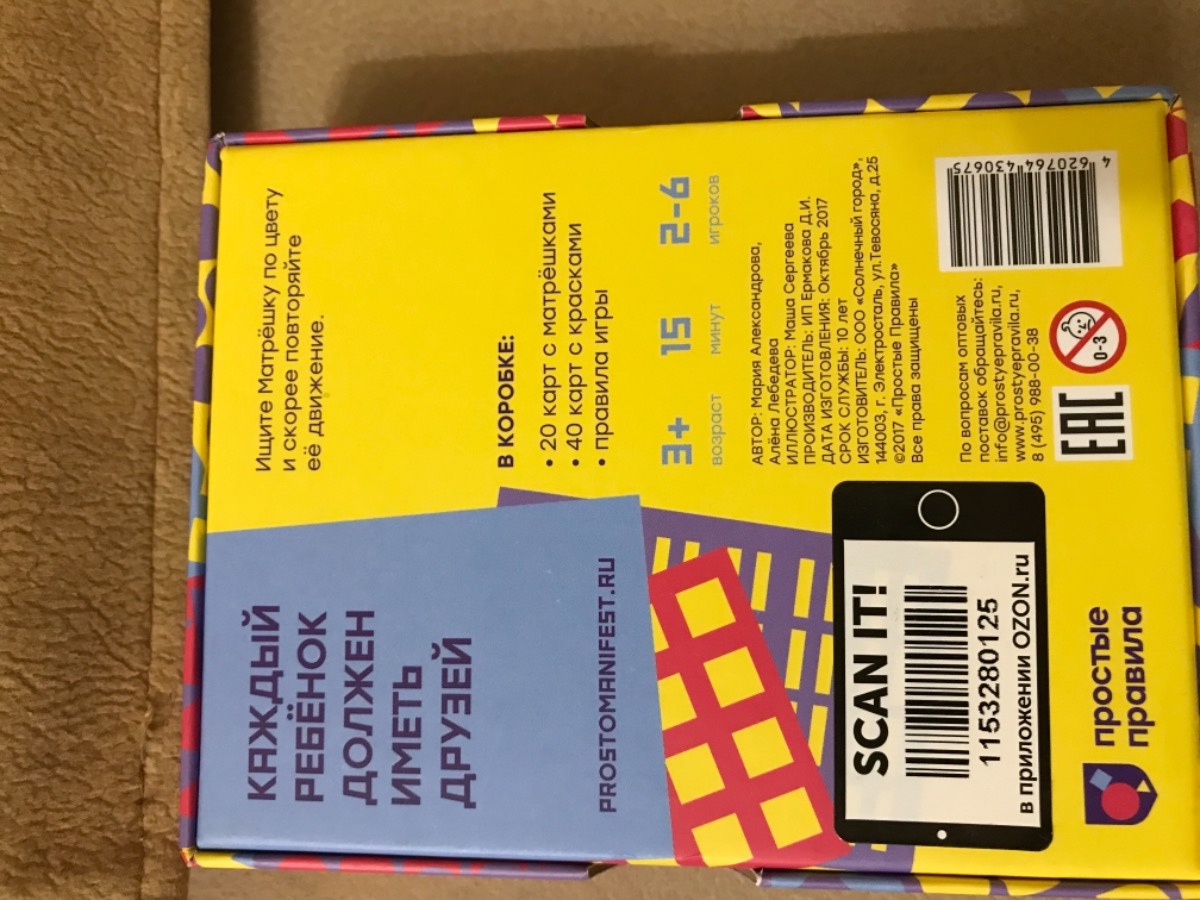 Ищите Матрёшку по цвету
и скорее повторяйте
её движение.
В КОРОБКЕ:
• 20 карт с матрёшками
• 40 карт с красками
• правила игры
3+ 15 2-6
возраст минут игроков
АВТОР: Мария Александрова,
Алёна Лебедева
ИЛЛЮСТРАТОР: Маша Сергеева
ПРОИЗВОДИТЕЛЬ: ИП Ермакова Д.И.
ДАТА ИЗГОТОВЛЕНИЯ: Октябрь 2017
СРОК СЛУЖБЫ: 10 лет
ИЗГОТОВИТЕЛЬ: ООО «Солнечный город»,
144003, г. Электросталь, ул.Тевосяна, д.25
©2017 «Простые Правила»
Все права защищены
По вопросам оптовых
поставок обращайтесь:
info@prostyepravila.ru,
www.prostyepravila.ru,
8 (495) 988-00-38
4 620764 430675
EAC
0-3
КАЖДЫЙ
РЕБЁНОК
ДОЛЖЕН
ИМЕТЬ
ДРУЗЕЙ
PROSTOMANIFEST.RU
SCAN IT!
1153280125
в приложении OZON.ru
простые
правила